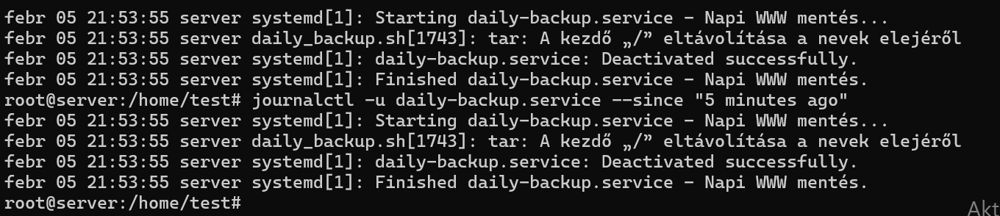 febr 05 21:53:55 server systemd[1]: Starting daily-backup.service - Napi WWW mentés...
febr 05 21:53:55 server daily_backup.sh[1743]: tar: A kezdő „/” eltávolítása a nevek elejéről
febr 05 21:53:55 server systemd[1]: daily-backup.service: Deactivated successfully.
febr 05 21:53:55 server systemd[1]: Finished daily-backup.service - Napi WWW mentés.
root@server:/home/test# journalctl -u daily-backup.service --since "5 minutes ago"
febr 05 21:53:55 server systemd[1]: Starting daily-backup.service - Napi WWW mentés...
febr 05 21:53:55 server daily_backup.sh[1743]: tar: A kezdő „/” eltávolítása a nevek elejéről
febr 05 21:53:55 server systemd[1]: daily-backup.service: Deactivated successfully.
febr 05 21:53:55 server systemd[1]: Finished daily-backup.service - Napi WWW mentés.
root@server:/home/test#
Akt